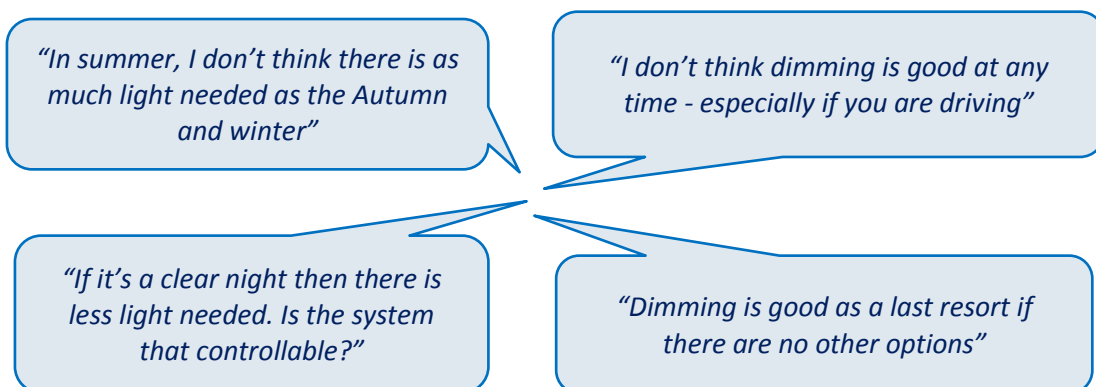 “In summer, I don’t think there is as
much light needed as the Autumn
and winter”
“I don’t think dimming is good at any
time - especially if you are driving”
“If it’s a clear night then there is
less light needed. Is the system
that controllable?”
“Dimming is good as a last resort if
there are no other options”